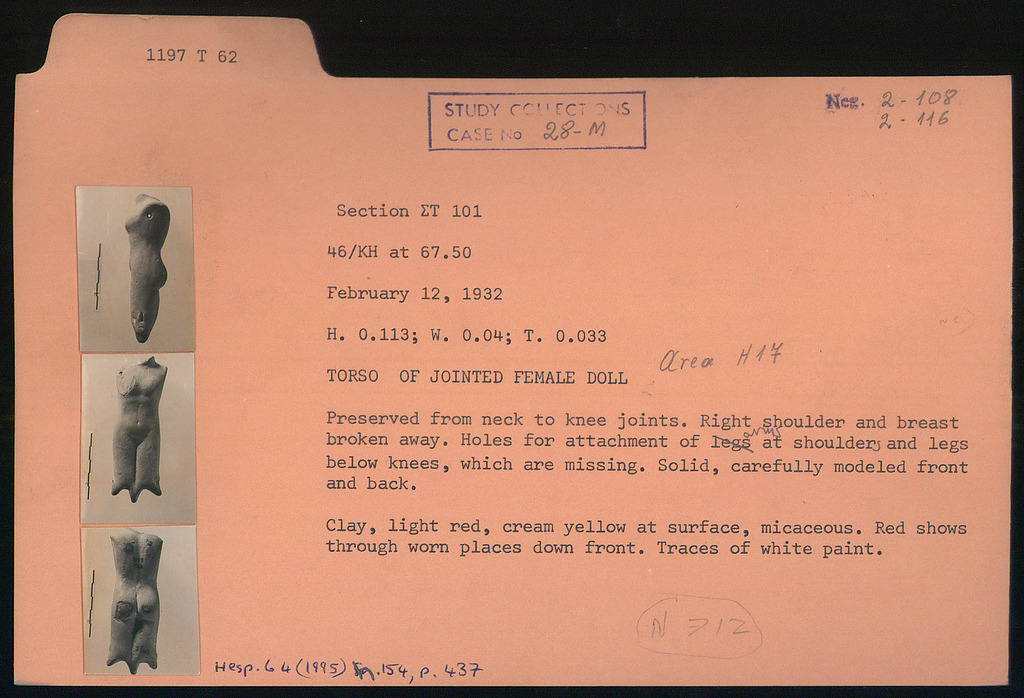 1197 T 62
STUDY COLLECTIONS
CASE No 28-M
Neg. 2-108
2-116
Section ΣΤ 101
46/KH at 67.50
February 12, 1932
H. 0.113; W. 0.04; T. 0.033
Area H17
TORSO OF JOINTED FEMALE DOLL
Preserved from neck to knee joints. Right shoulder and breast
broken away. Holes for attachment of legs arms at shoulders and legs
below knees, which are missing. Solid, carefully modeled front
and back.
Clay, light red, cream yellow at surface, micaceous. Red shows
through worn places down front. Traces of white paint.
Hesp. 64 (1995) .154, p. 437